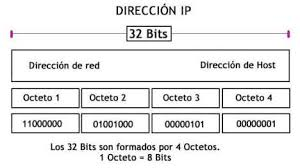 DIRECCIÓN IP
32 Bits
Dirección de red Dirección de Host
Octeto 1 Octeto 2 Octeto 3 Octeto 4
11000000 01001000 00000101 00000001
Los 32 Bits son formados por 4 Octetos.
1 Octeto = 8 Bits